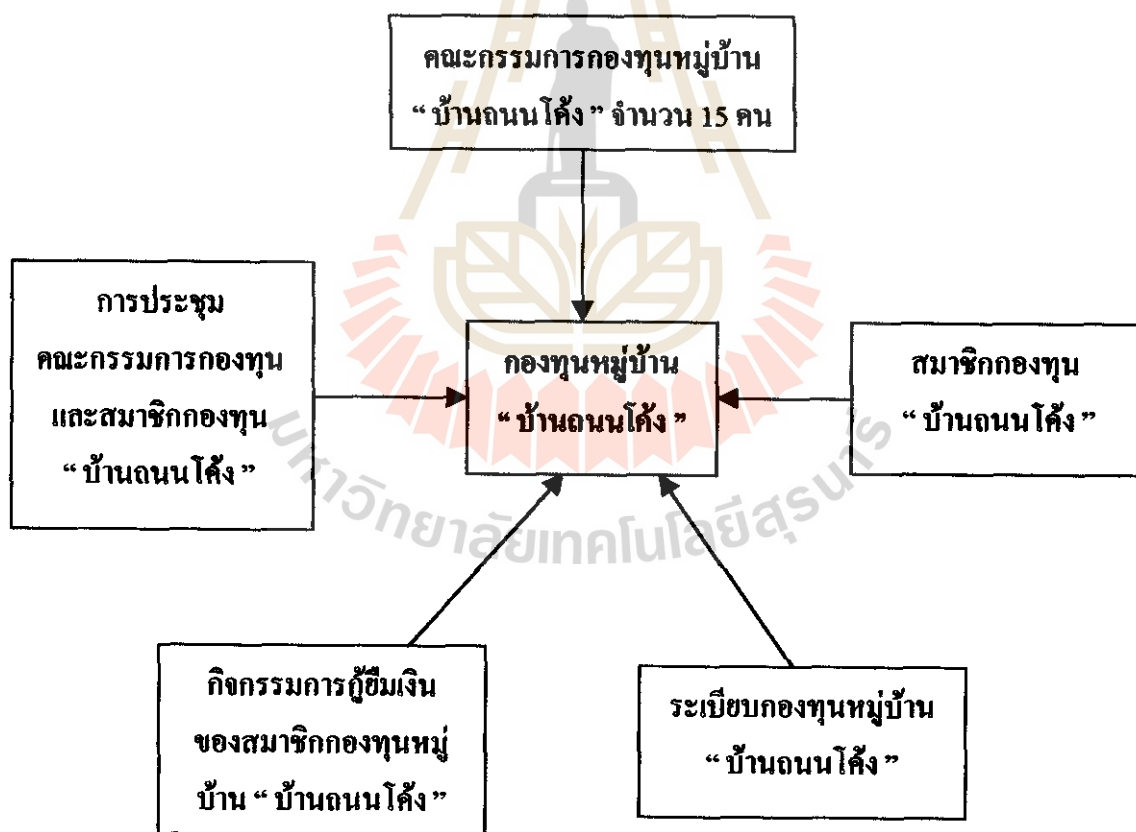 คณะกรรมการกองทุนหมู่บ้าน
“ บ้านถนนโค้ง ” จำนวน 15 คน
การประชุม
คณะกรรมการกองทุน
และสมาชิกกองทุน
“ บ้านถนนโค้ง ”
กองทุนหมู่บ้าน
“ บ้านถนนโค้ง ”
สมาชิกกองทุน
“ บ้านถนนโค้ง ”
มหาวิทยาลัยเทคโนโลยีสุรนารี
กิจกรรมการกู้ยืมเงิน
ของสมาชิกกองทุนหมู่
บ้าน “ บ้านถนนโค้ง ”
ระเบียบกองทุนหมู่บ้าน
“ บ้านถนนโค้ง ”